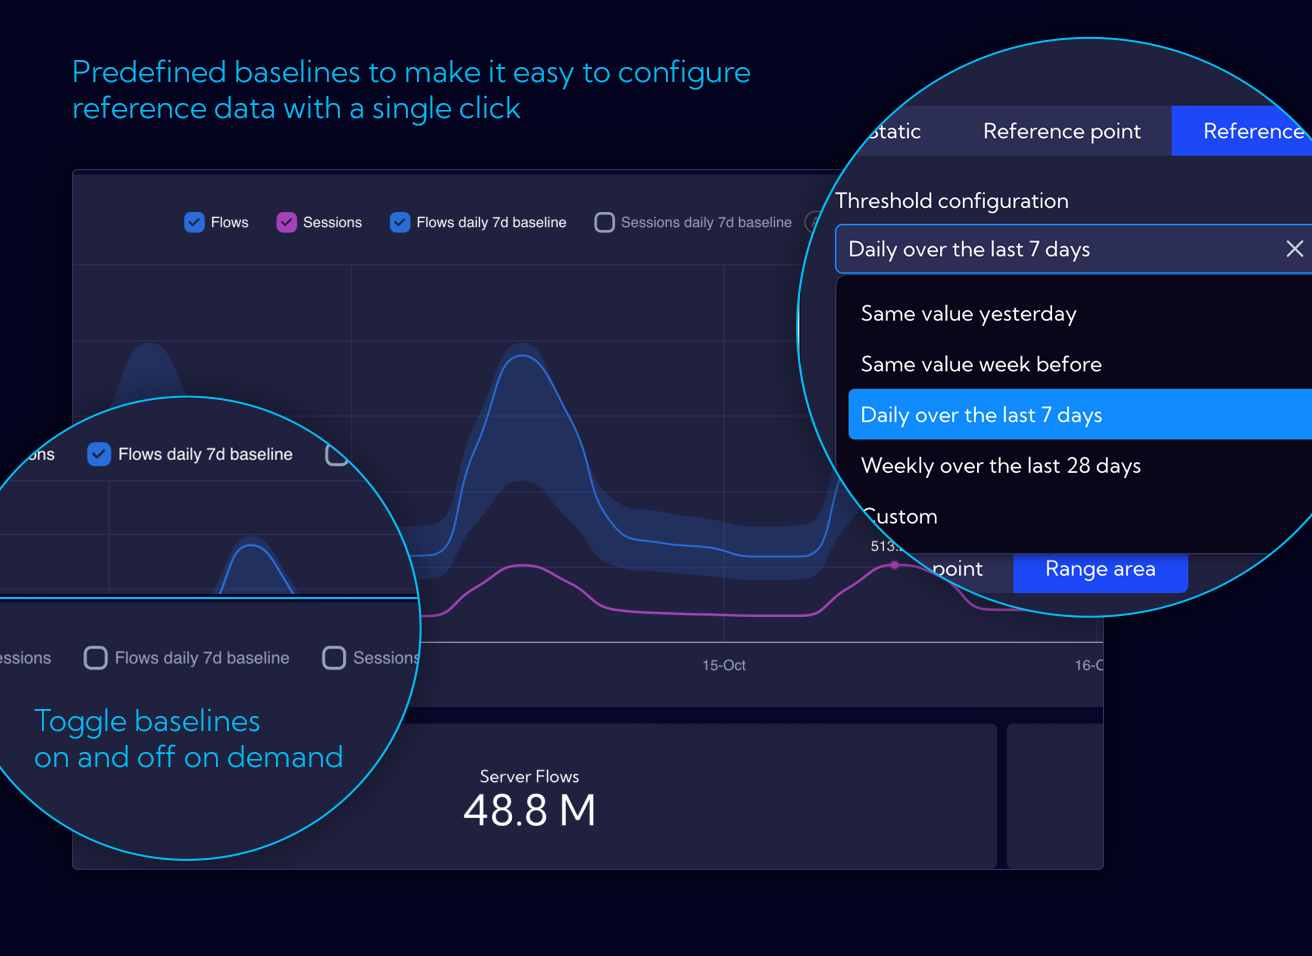 Predefined baselines to make it easy to configure
reference data with a single click
Static Reference point Reference
Threshold configuration
Daily over the last 7 days
Same value yesterday
Same value week before
Daily over the last 7 days
Weekly over the last 28 days
Custom
point Range area
Flows Sessions Flows daily 7d baseline Sessions daily 7d baseline
ons Flows daily 7d baseline
essions Flows daily 7d baseline Sessions
Toggle baselines
on and off on demand
15-Oct
Server Flows
48.8 M